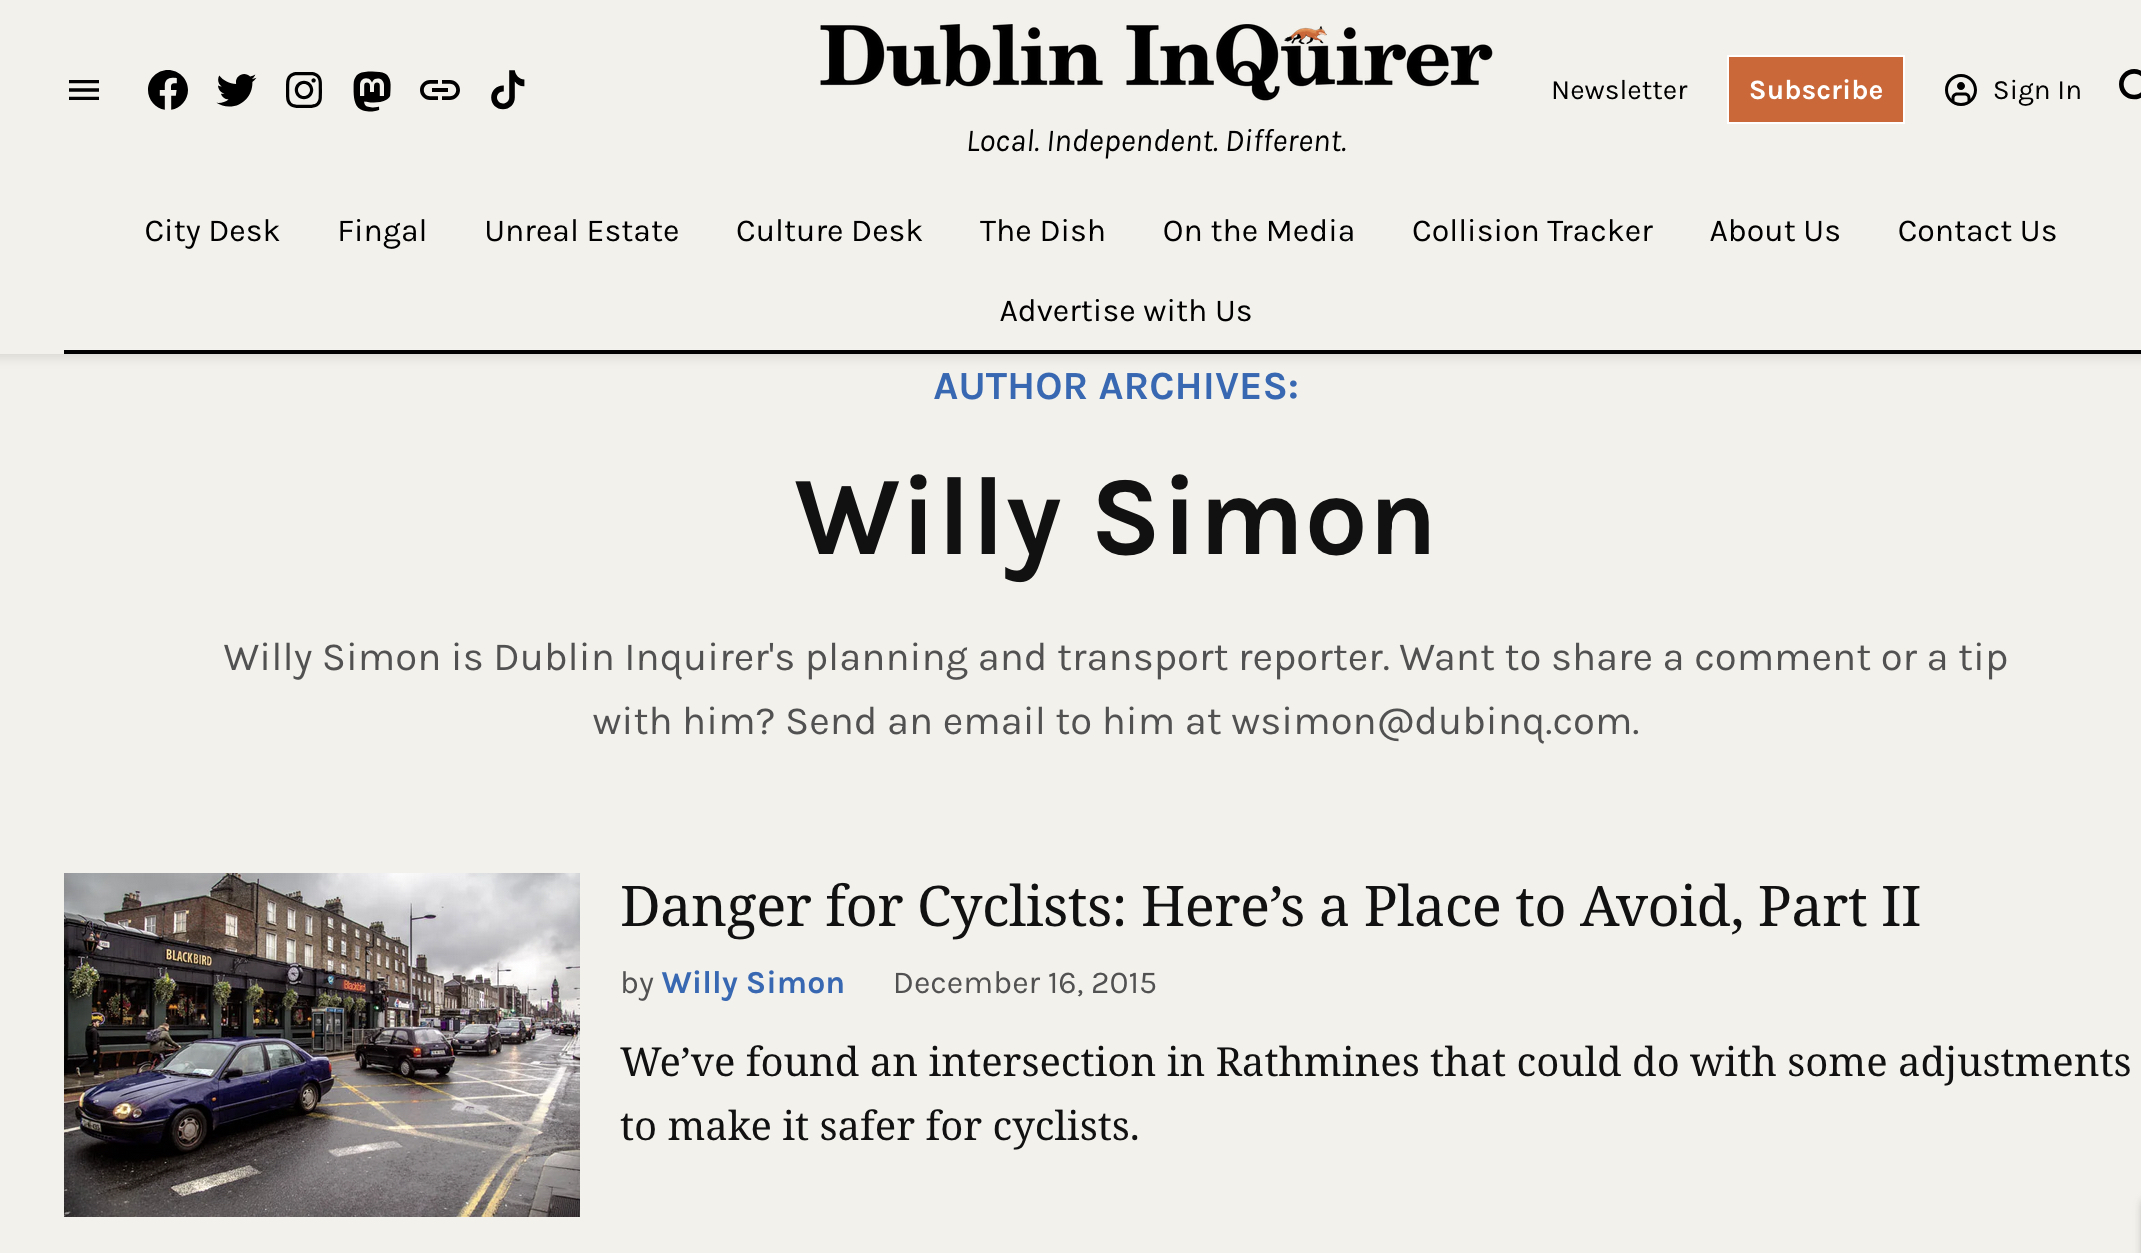 Dublin InQuirer
Local. Independent. Different.
Newsletter
Subscribe
Sign In
City Desk
Fingal
Unreal Estate
Culture Desk
The Dish
On the Media
Collision Tracker
About Us
Contact Us
Advertise with Us
AUTHOR ARCHIVES:
Willy Simon
Willy Simon is Dublin Inquirer's planning and transport reporter. Want to share a comment or a tip
with him? Send an email to him at wsimon@dubinq.com.
BLACKBIRD
Blackbird
Danger for Cyclists: Here’s a Place to Avoid, Part II
by Willy Simon December 16, 2015
We’ve found an intersection in Rathmines that could do with some adjustments
to make it safer for cyclists.